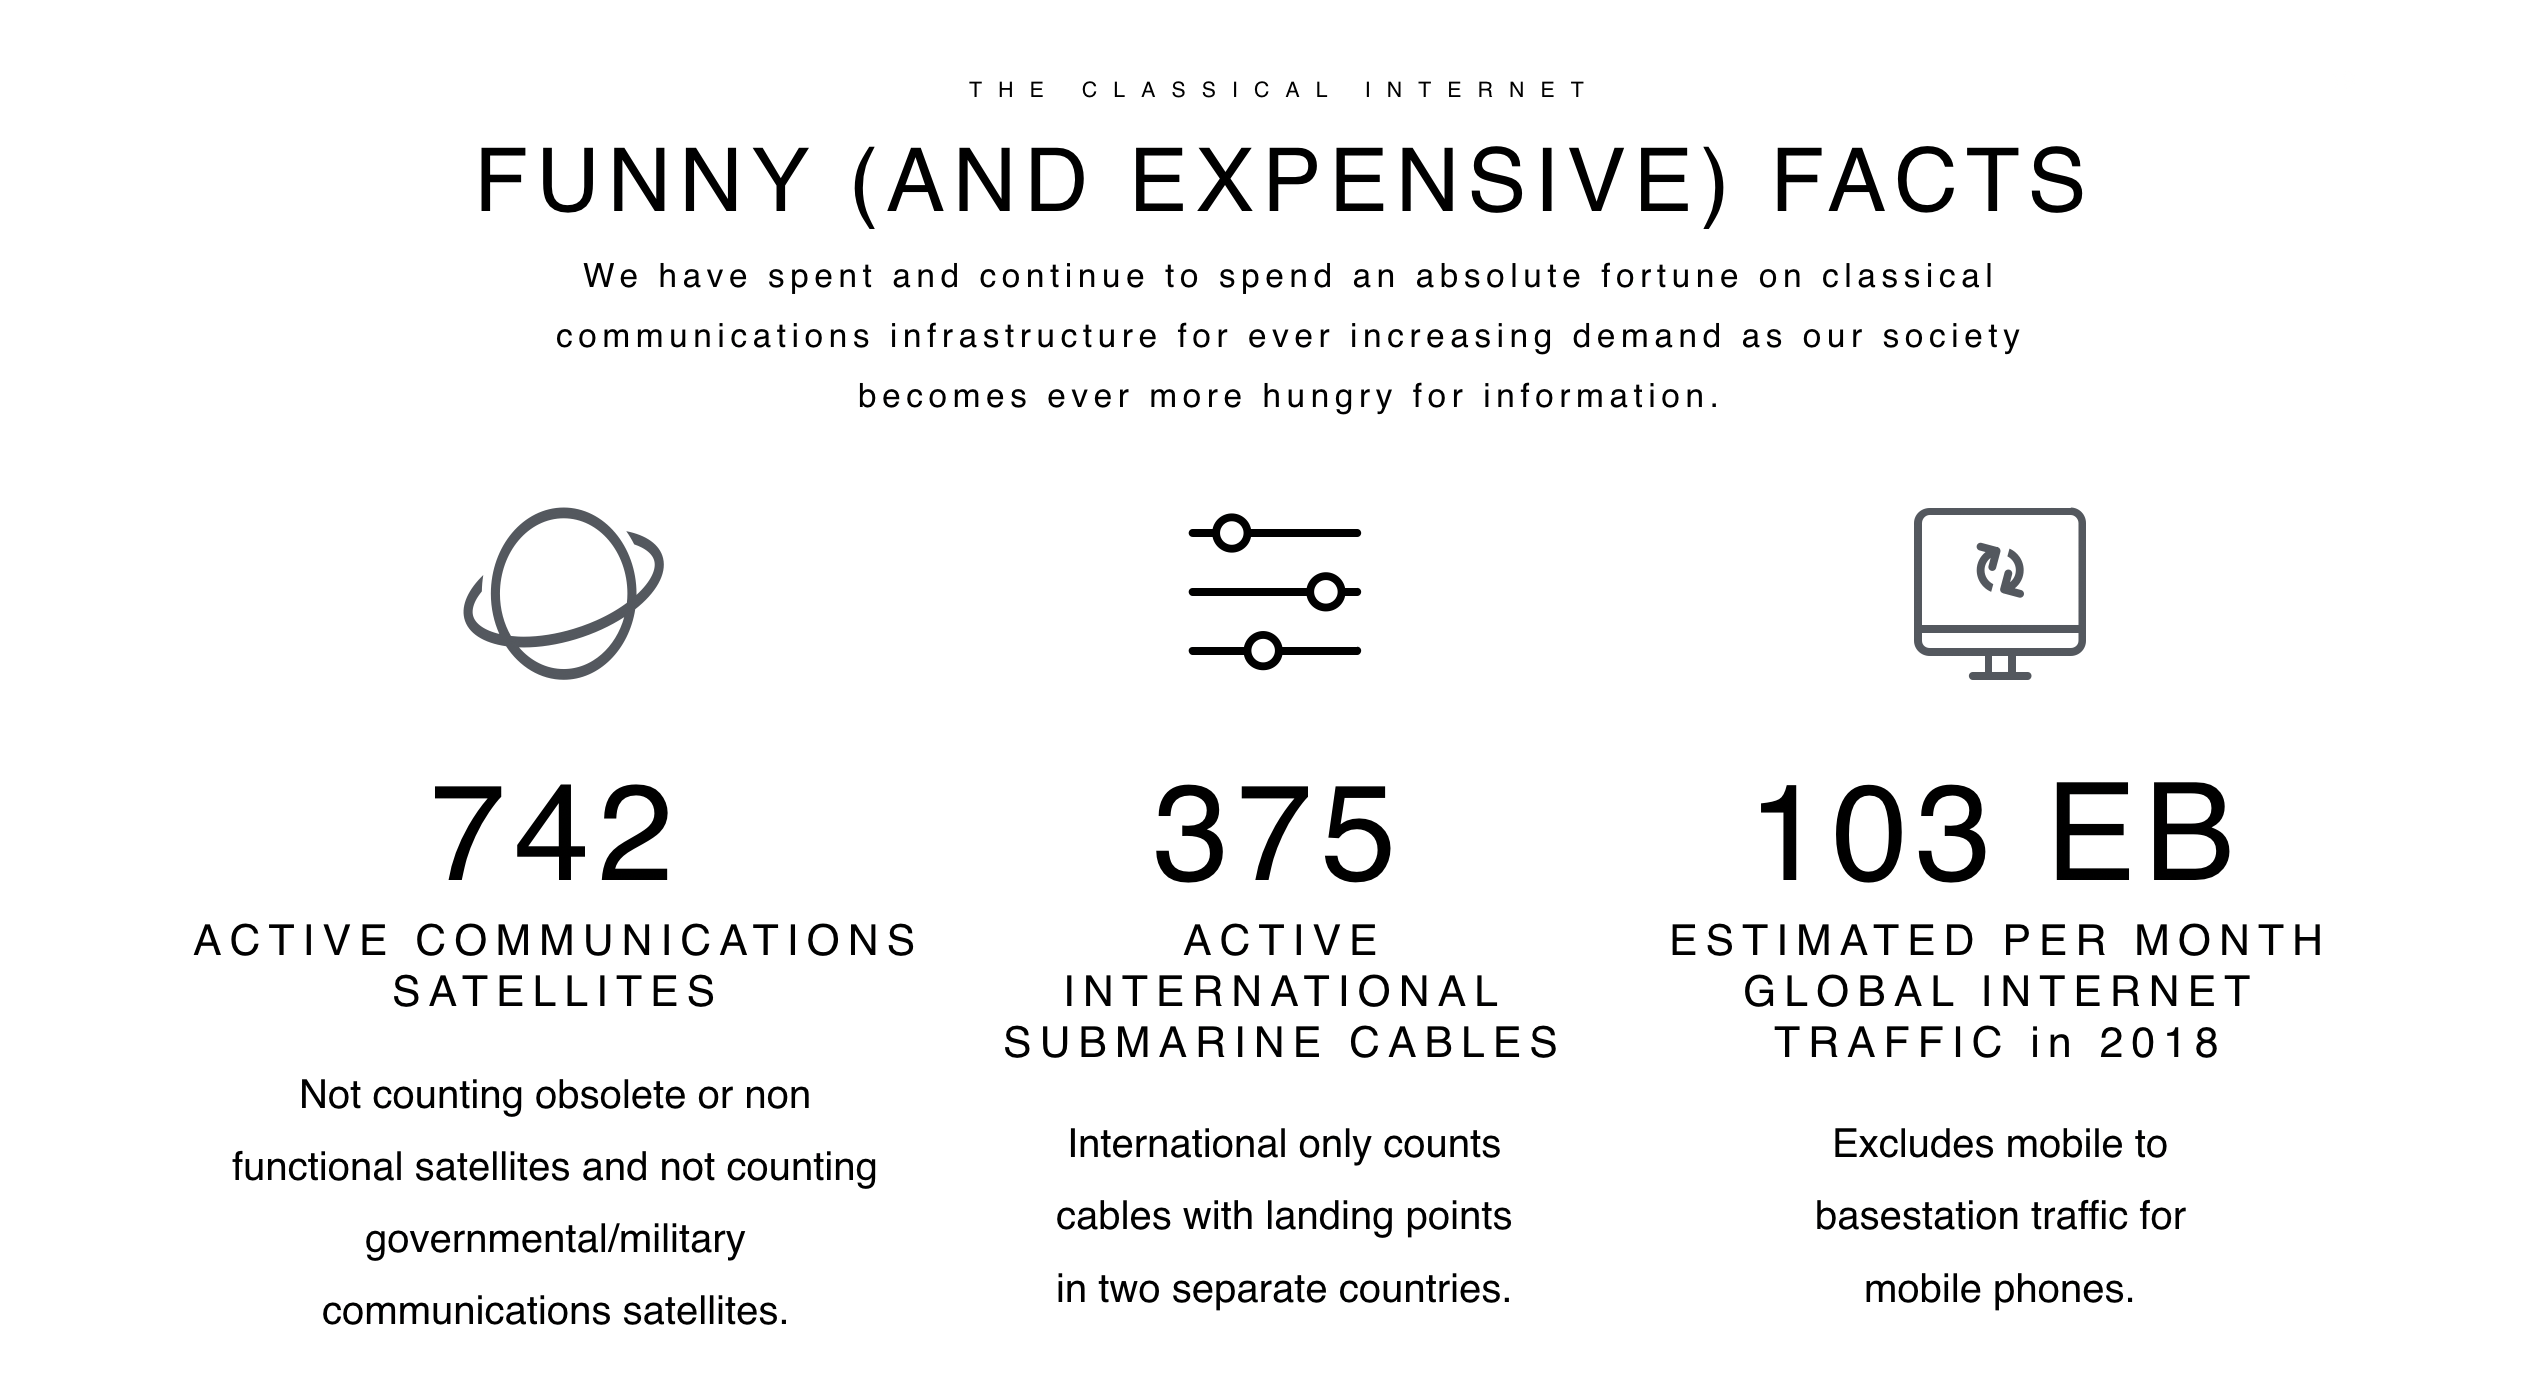 THE CLASSICAL INTERNET
FUNNY (AND EXPENSIVE) FACTS
We have spent and continue to spend an absolute fortune on classical
communications infrastructure for ever increasing demand as our society
becomes ever more hungry for information.
742
ACTIVE COMMUNICATIONS
SATELLITES
Not counting obsolete or non
functional satellites and not counting
governmental/military
communications satellites.
375
ACTIVE
INTERNATIONAL
SUBMARINE CABLES
International only counts
cables with landing points
in two separate countries.
103 EB
ESTIMATED PER MONTH
GLOBAL INTERNET
TRAFFIC in 2018
Excludes mobile to
basestation traffic for
mobile phones.